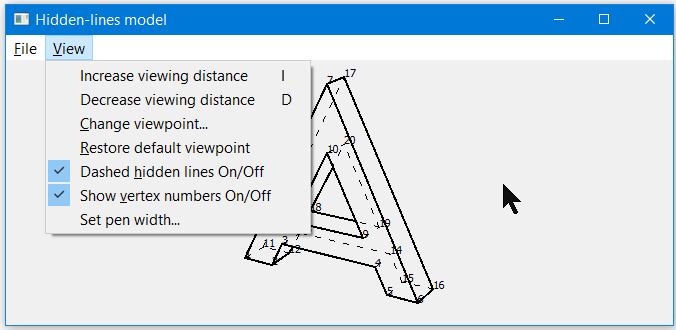 Hidden-lines model
File View
Increase viewing distance I
Decrease viewing distance D
Change viewpoint...
Restore default viewpoint
Dashed hidden lines On/Off
Show vertex numbers On/Off
Set pen width...
7 17
20
10
8
19
9
3
11 12
14
4
15 16
5
6